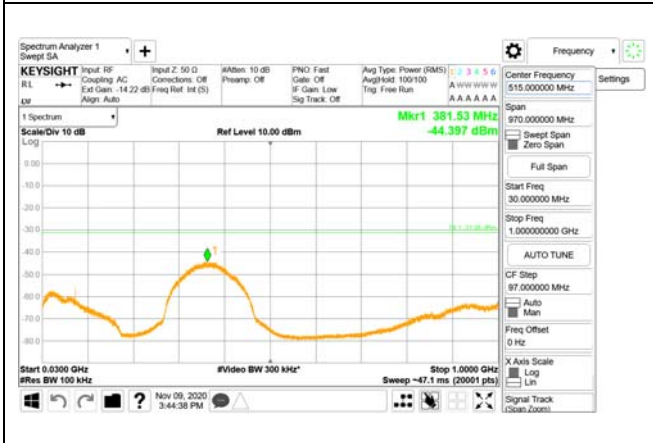 Spectrum Analyzer 1
Swept SA
+
Frequency
KEYSIGHT
Input: RF
Coupling: AC
Ext Gain: -14.22 dB
Align: Auto
Input Z: 50 Ω
Corrections: Off
Freq Ref: Int (S)
#Atten: 10 dB
Preamp: Off
PNO: Fast
Gate: Off
IF Gain: Low
Sig Track: Off
Avg Type: Power (RMS)
Avg|Hold: 100/100
Trig: Free Run
1 2 3 4 5 6
A W W W W W
A A A A A A
RL
1 Spectrum
Scale/Div 10 dB
Ref Level 10.00 dBm
Mkr1 381.53 MHz
-44.397 dBm
Log
0.00
-10.0
-20.0
-30.0
-40.0
-50.0
-60.0
-70.0
-80.0
1
Start 0.0300 GHz
#Res BW 100 kHz
#Video BW 300 kHz*
Stop 1.0000 GHz
Sweep ~47.1 ms (20001 pts)
Nov 09, 2020
3:44:38 PM
?
Center Frequency
515.000000 MHz
Settings
Span
970.000000 MHz
Swept Span
Zero Span
Full Span
Start Freq
30.000000 MHz
Stop Freq
1.000000000 GHz
AUTO TUNE
CF Step
97.000000 MHz
Auto
Man
Freq Offset
0 Hz
X Axis Scale
Log
Lin
Signal Track
(Span Zoom)